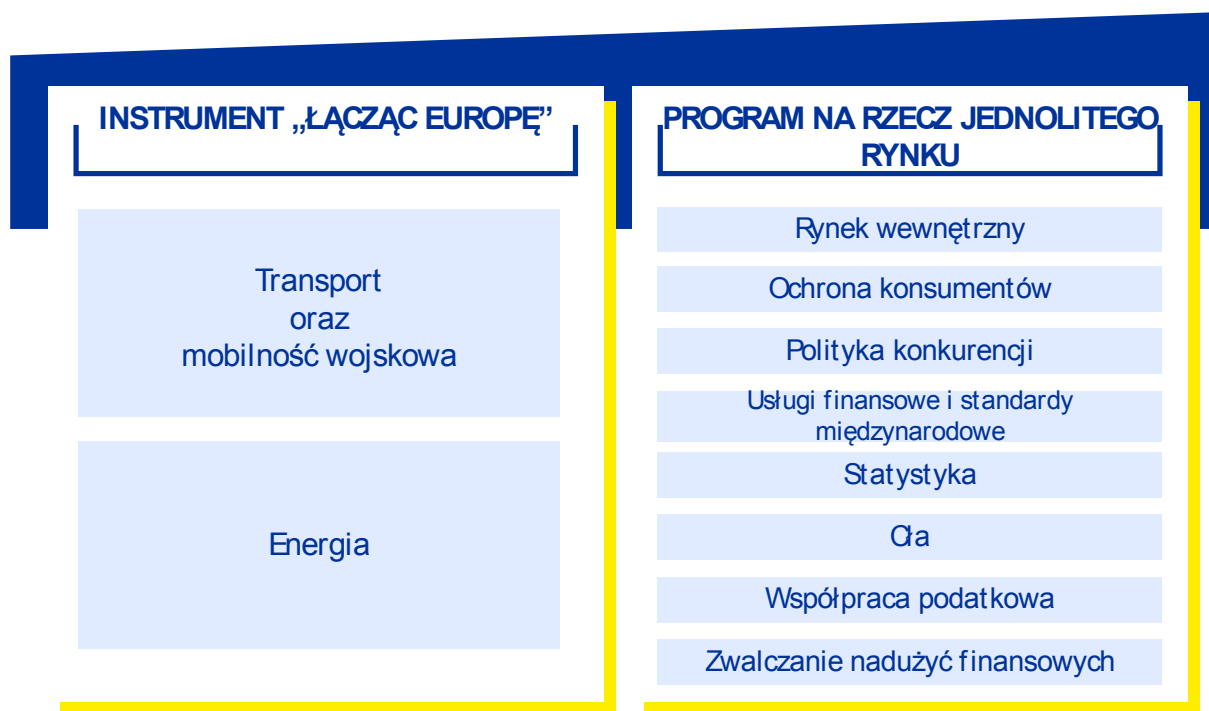 INSTRUMENT „ŁĄCZĄC EUROPĘ”
Transport
oraz
mobilność wojskowa
Energia
PROGRAM NA RZECZ JEDNOLITEGO
RYNKU
Rynek wewnętrzny
Ochrona konsumentów
Polityka konkurencji
Usługi finansowe i standardy
międzynarodowe
Statystyka
Cła
Współpraca podatkowa
Zwalczanie nadużyć finansowych